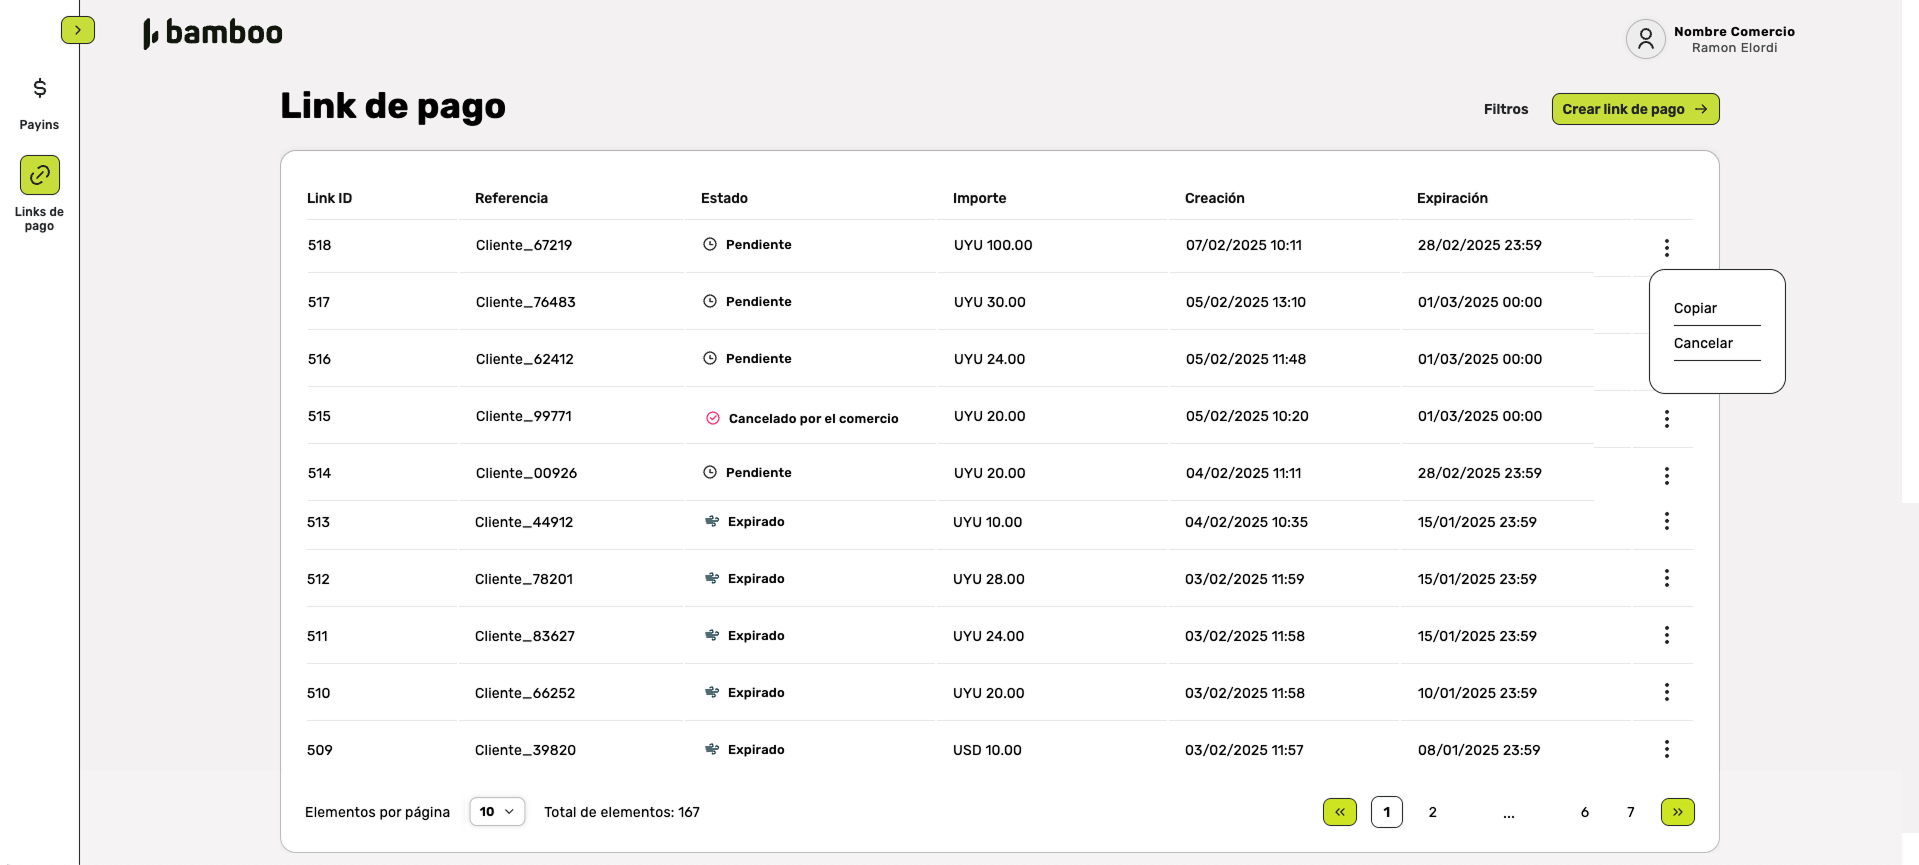 bamboo
Nombre Comercio
Ramon Elordi
$
Payins
Links de
pago
Link de pago
Filtros
Crear link de pago →
Link ID Referencia Estado Importe Creación Expiración
518 Cliente_67219 Pendiente UYU 100.00 07/02/2025 10:11 28/02/2025 23:59
517 Cliente_76483 Pendiente UYU 30.00 05/02/2025 13:10 01/03/2025 00:00
Copiar
Cancelar
516 Cliente_62412 Pendiente UYU 24.00 05/02/2025 11:48 01/03/2025 00:00
515 Cliente_99771 Cancelado por el comercio UYU 20.00 05/02/2025 10:20 01/03/2025 00:00
514 Cliente_00926 Pendiente UYU 20.00 04/02/2025 11:11 28/02/2025 23:59
513 Cliente_44912 Expirado UYU 10.00 04/02/2025 10:35 15/01/2025 23:59
512 Cliente_78201 Expirado UYU 28.00 03/02/2025 11:59 15/01/2025 23:59
511 Cliente_83627 Expirado UYU 24.00 03/02/2025 11:58 15/01/2025 23:59
510 Cliente_66252 Expirado UYU 20.00 03/02/2025 11:58 10/01/2025 23:59
509 Cliente_39820 Expirado USD 10.00 03/02/2025 11:57 08/01/2025 23:59
Elementos por página 10 Total de elementos: 167 « 1 2 ... 6 7 »